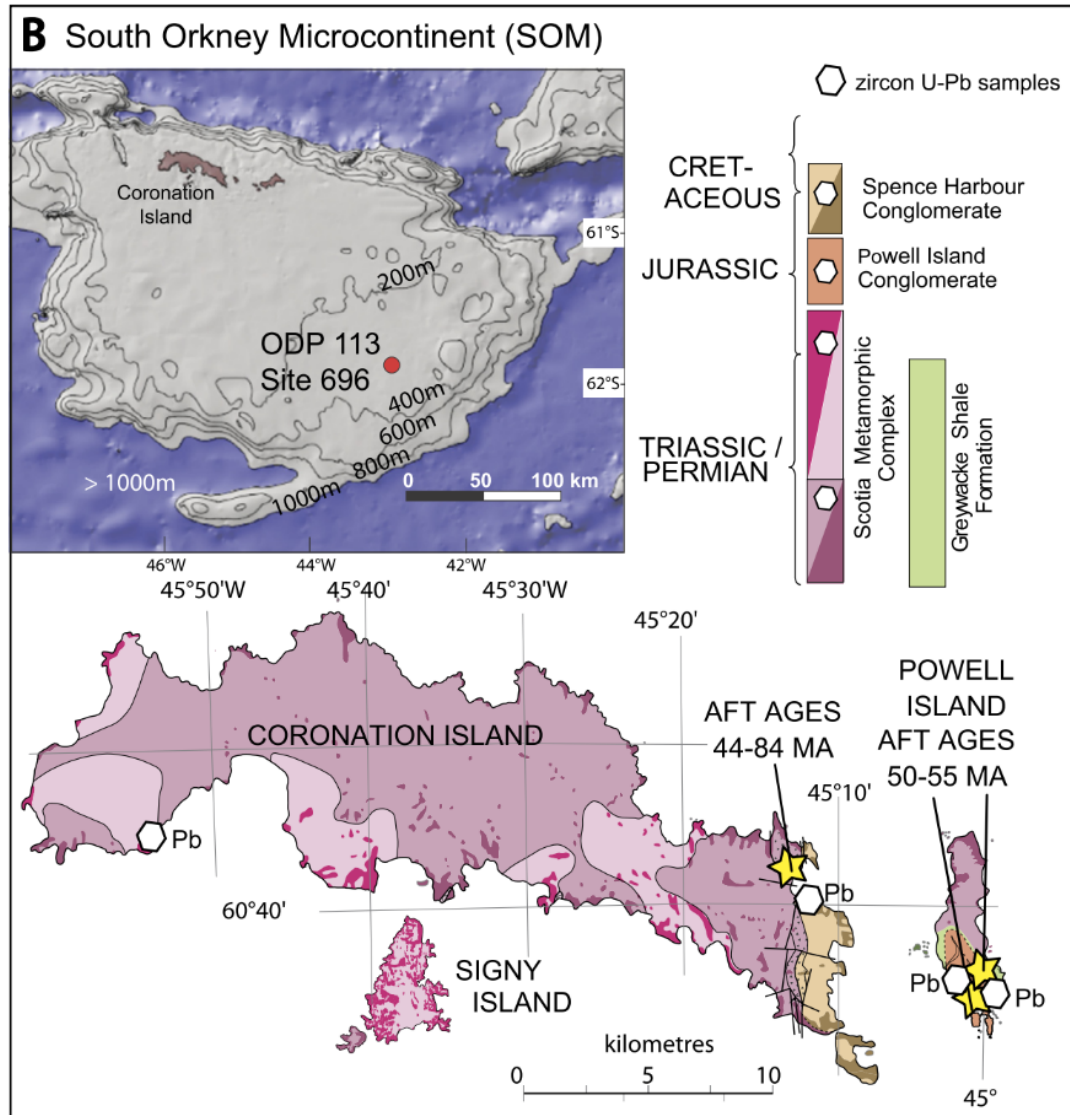 B South Orkney Microcontinent (SOM)
Coronation
Island
200m
ODP 113
Site 696
400m
600m
800m
1000m
> 1000m
0 50 100 km
61°S
62°S
46°W 44°W 42°W
zircon U-Pb samples
CRET-
ACEOUS
Spence Harbour
Conglomerate
JURASSIC
Powell Island
Conglomerate
TRIASSIC /
PERMIAN
Scotia Metamorphic
Complex
Greywacke Shale
Formation
45°50'W 45°40'W 45°30'W
45°20'
CORONATION ISLAND
AFT AGES
44-84 MA
POWELL
ISLAND
AFT AGES
50-55 MA
45°10'
Pb
Pb
60°40'
SIGNY
ISLAND
Pb
Pb
kilometres
0 5 10
45°